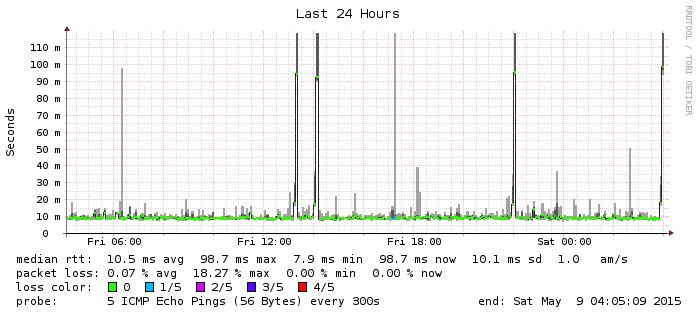 Last 24 Hours
RRDTOOL / TOBI OETIKER
Seconds
110 m
100 m
90 m
80 m
70 m
60 m
50 m
40 m
30 m
20 m
10 m
0
Fri 06:00 Fri 12:00 Fri 18:00 Sat 00:00
median rtt: 10.5 ms avg 98.7 ms max 7.9 ms min 98.7 ms now 10.1 ms sd 1.0 am/s
packet loss: 0.07 % avg 18.27 % max 0.00 % min 0.00 % now
loss color: 0 1/5 2/5 3/5 4/5
probe: 5 ICMP Echo Pings (56 Bytes) every 300s end: Sat May 9 04:05:09 2015